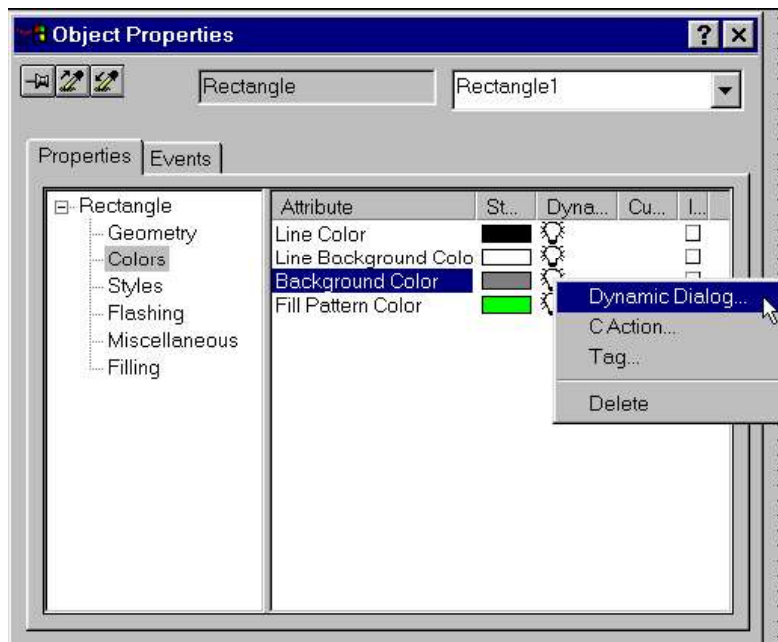 Object Properties
Rectangle
Rectangle1
Properties
Events
Rectangle
Geometry
Colors
Styles
Flashing
Miscellaneous
Filling
Attribute St... Dyna... Cu... I...
Line Color
Line Background Colo
Background Color
Fill Pattern Color
Dynamic Dialog...
C Action...
Tag...
Delete